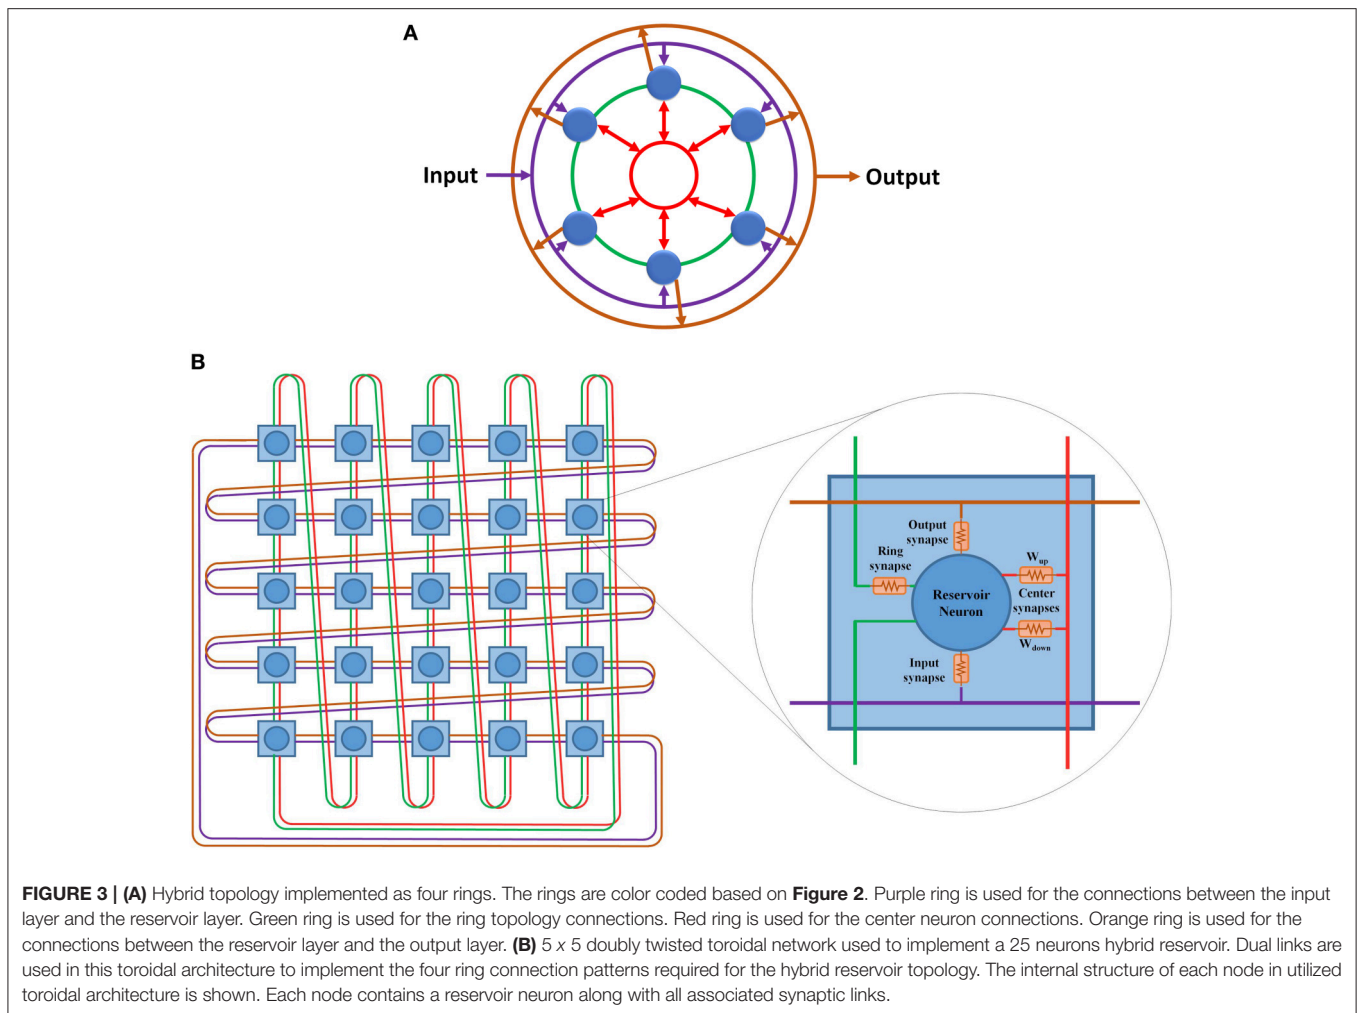 A
Input
Output
B
Output
synapse
Ring
synapse
W_up
Center
synapses
Reservoir
Neuron
W_down
Input
synapse
FIGURE 3 | (A) Hybrid topology implemented as four rings. The rings are color coded based on Figure 2. Purple ring is used for the connections between the input
layer and the reservoir layer. Green ring is used for the ring topology connections. Red ring is used for the center neuron connections. Orange ring is used for the
connections between the reservoir layer and the output layer. (B) 5 x 5 doubly twisted toroidal network used to implement a 25 neurons hybrid reservoir. Dual links are
used in this toroidal architecture to implement the four ring connection patterns required for the hybrid reservoir topology. The internal structure of each node in utilized
toroidal architecture is shown. Each node contains a reservoir neuron along with all associated synaptic links.